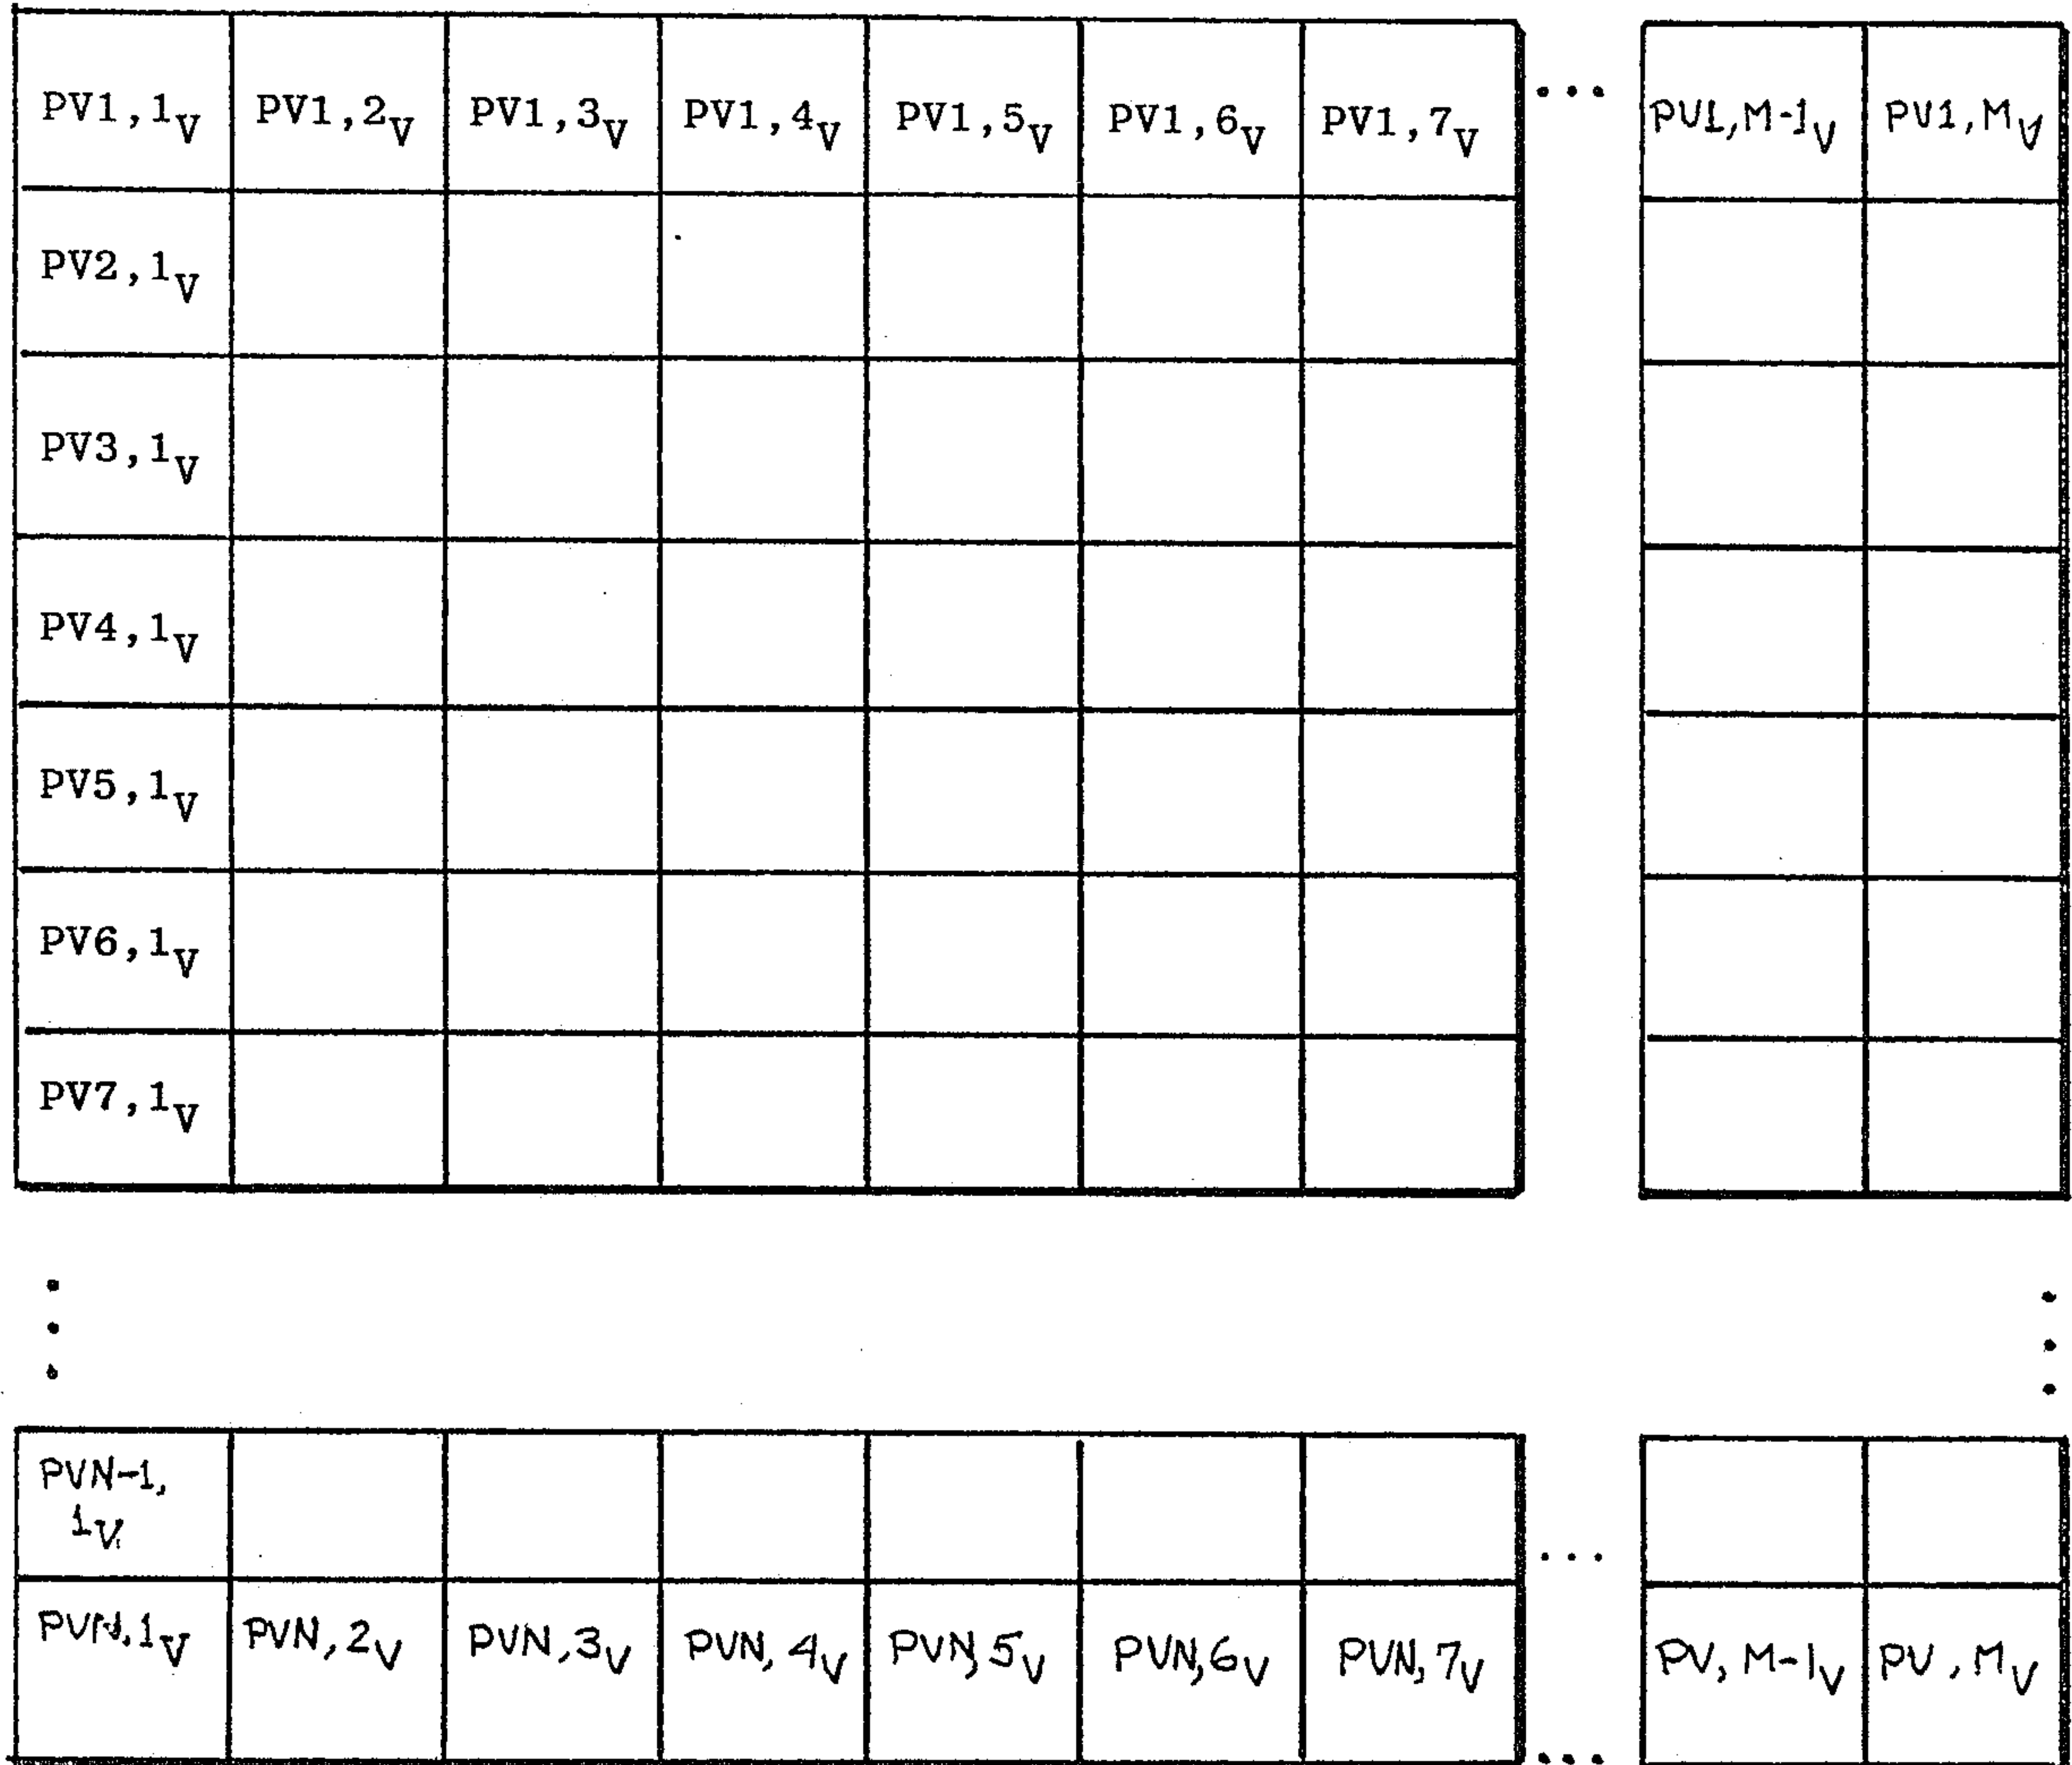 PV1,1V PV1,2V PV1,3V PV1,4V PV1,5V PV1,6V PV1,7V ... PV1,M-1V PV1,MV
PV2,1V
PV3,1V
PV4,1V
PV5,1V
PV6,1V
PV7,1V
PVN-1,
1V
...
PVN,1V PVN,2V PVN,3V PVN,4V PVN,5V PVN,6V PVN,7V PV,M-1V PV,MV
...